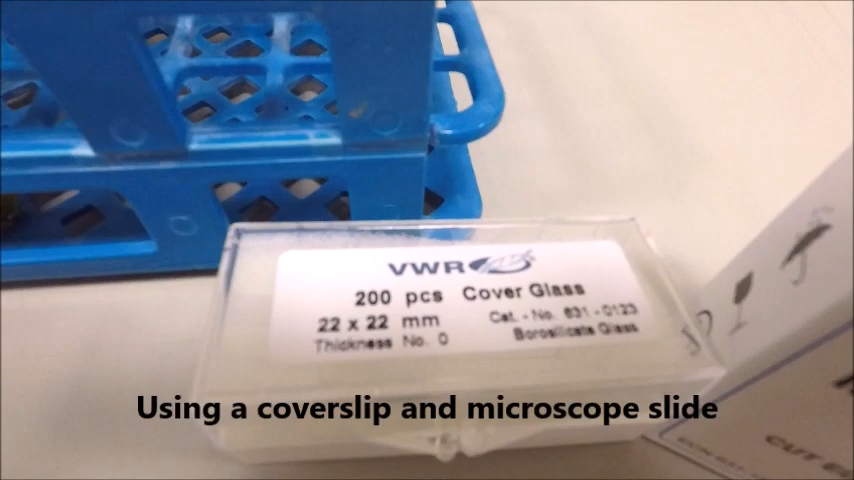 VWR
200 pcs Cover Glass
22 x 22 mm Cat. - No. 631 - 0123
Thickness No. 0 Borosilicate Glass
Using a coverslip and microscope slide
CUT